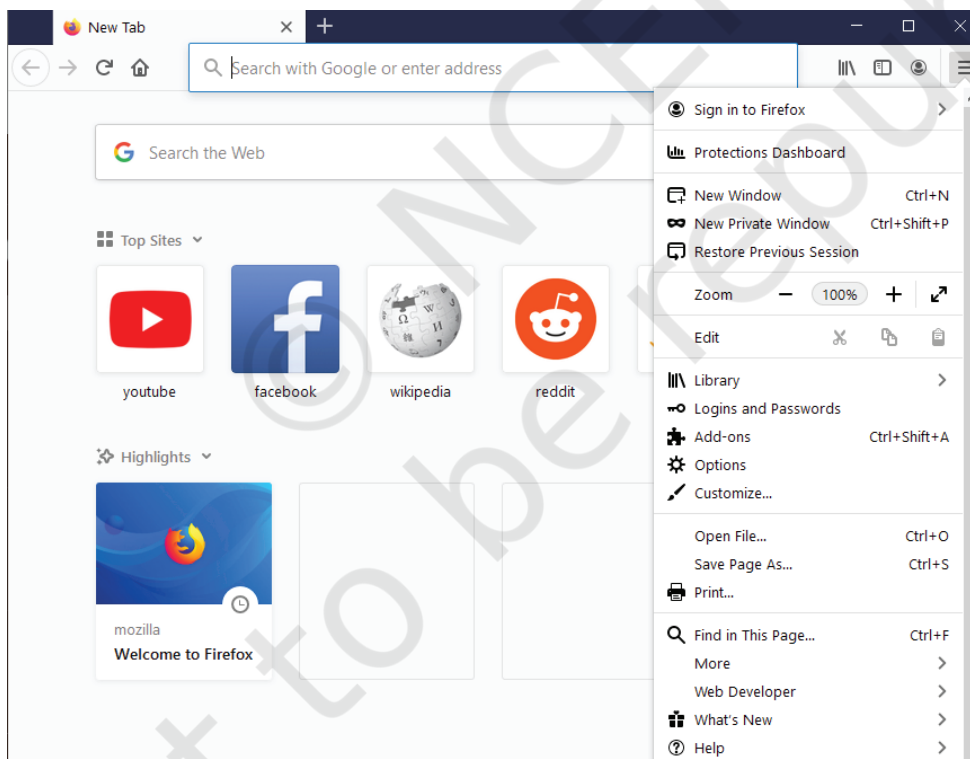 New Tab
Search with Google or enter address
Search the Web
Top Sites
youtube
facebook
wikipedia
reddit
Highlights
mozilla
Welcome to Firefox
Sign in to Firefox
Protections Dashboard
New Window Ctrl+N
New Private Window Ctrl+Shift+P
Restore Previous Session
Zoom 100%
Edit
Library
Logins and Passwords
Add-ons Ctrl+Shift+A
Options
Customize...
Open File... Ctrl+O
Save Page As... Ctrl+S
Print...
Find in This Page... Ctrl+F
More
Web Developer
What's New
Help